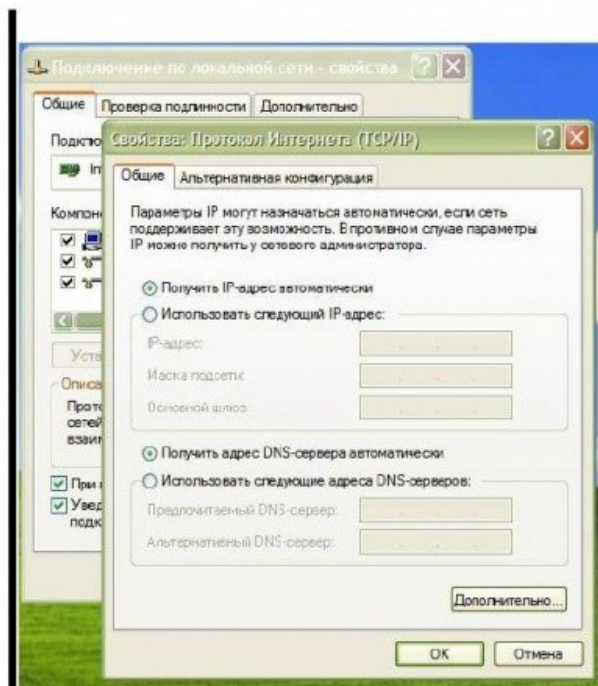 Подключение по локальной сети - свойства
Общие Проверка подлинности Дополнительно
Свойства: Протокол Интернета (TCP/IP)
Общие Альтернативная конфигурация
Параметры IP могут назначаться автоматически, если сеть
поддерживает эту возможность. В противном случае параметры
IP можно получить у сетевого администратора.
Получить IP-адрес автоматически
Использовать следующий IP-адрес:
IP-адрес:
Маска подсети:
Основной шлюз:
Получить адрес DNS-сервера автоматически
Использовать следующие адреса DNS-серверов:
Предпочитаемый DNS-сервер:
Альтернативный DNS-сервер:
Дополнительно...
ОК Отмена